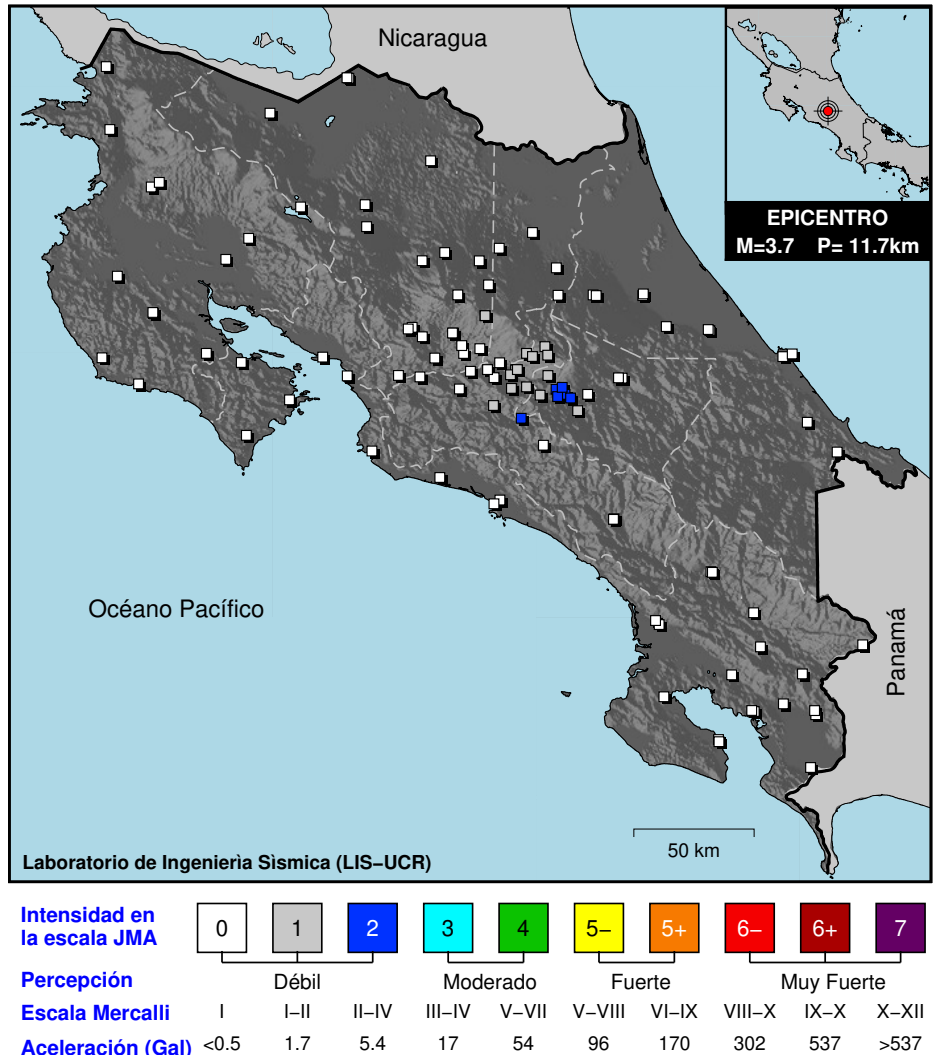 Nicaragua
EPICENTRO
M=3.7 P= 11.7km
Océano Pacífico
Panamá
50 km
Laboratorio de Ingenierìa Sìsmica (LIS−UCR)
Intensidad en
la escala JMA
0 1 2 3 4 5− 5+ 6− 6+ 7
Percepción Débil Moderado Fuerte Muy Fuerte
Escala Mercalli I I−II II−IV III−IV V−VII V−VIII VI−IX VIII−X IX−X X−XII
Aceleración (Gal) <0.5 1.7 5.4 17 54 96 170 302 537 >537